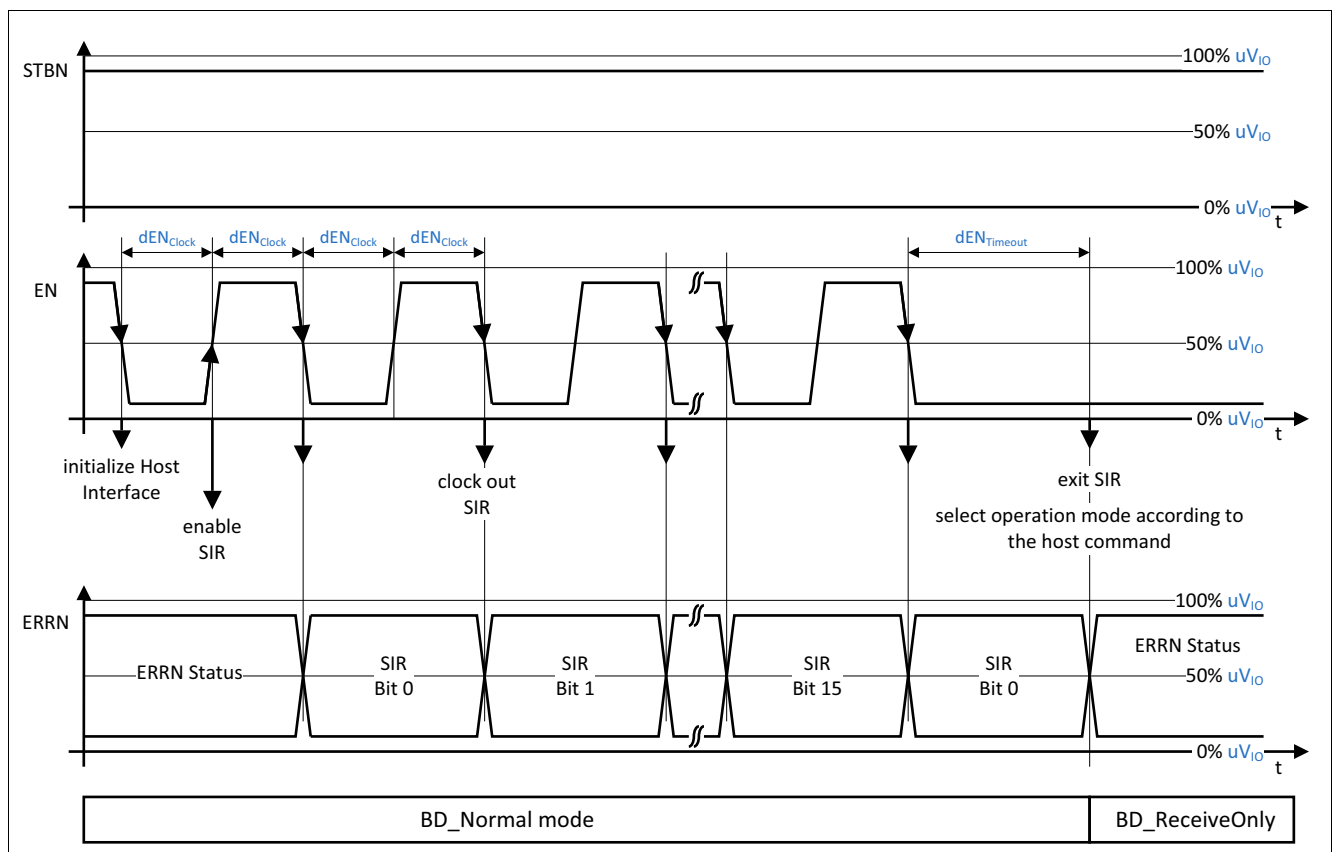 100% uVIO
STBN
50% uVIO
0% uVIO
t
dENClock dENClock dENClock dENClock dENTimeout
100% uVIO
EN
50% uVIO
0% uVIO
t
initialize Host
Interface
enable
SIR
clock out
SIR
exit SIR
select operation mode according to
the host command
100% uVIO
ERRN
ERRN Status
SIR
Bit 0
SIR
Bit 1
SIR
Bit 15
SIR
Bit 0
ERRN Status
50% uVIO
0% uVIO
t
BD_Normal mode BD_ReceiveOnly